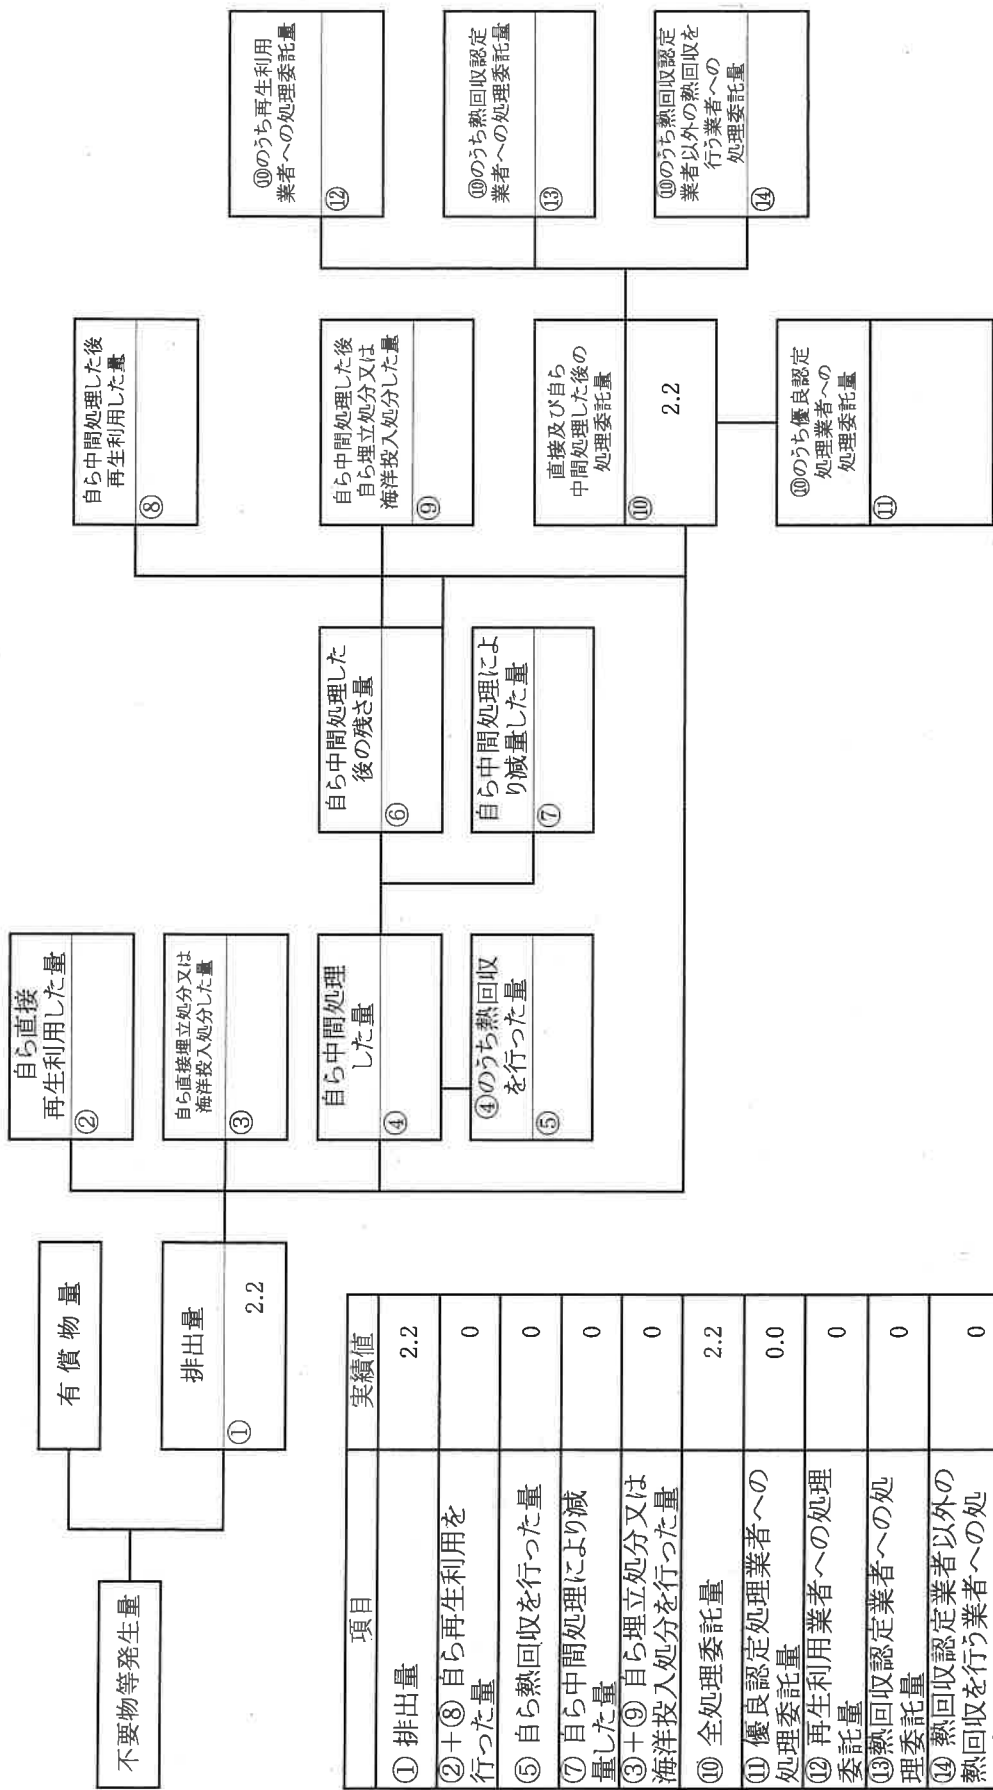 不要物等発生量
有償物量
排出量
①
2.2
自ら直接
再生利用した量
②
自ら直接埋立処分又は
海洋投入処分した量
③
自ら中間処理
した量
④
④のうち熱回収
を行った量
⑤
自ら中間処理した
後の残さ量
⑥
自ら中間処理によ
り減量した量
⑦
自ら中間処理した後
再生利用した量
⑧
自ら中間処理した後
自ら埋立処分又は
海洋投入処分した量
⑨
直接及び自ら
中間処理した後の
処理委託量
⑩
2.2
⑩のうち優良認定
処理業者への
処理委託量
⑪
⑩のうち再生利用
業者への処理委託量
⑫
⑩のうち熱回収認定
業者への処理委託量
⑬
⑩のうち熱回収認定
業者以外の熱回収を
行う業者への
処理委託量
⑭
項目 実績値
① 排出量 2.2
②+⑧ 自ら再生利用を
行った量 0
⑤ 自ら熱回収を行った量 0
⑦ 自ら中間処理により減
量した量 0
③+⑨ 自ら埋立処分又は
海洋投入処分を行った量 0
⑩ 全処理委託量 2.2
⑪ 優良認定処理業者への
処理委託量 0.0
⑫ 再生利用業者への処理
委託量 0
⑬熱回収認定業者への処
理委託量 0
⑭ 熱回収認定業者以外の
熱回収を行う業者への処 0